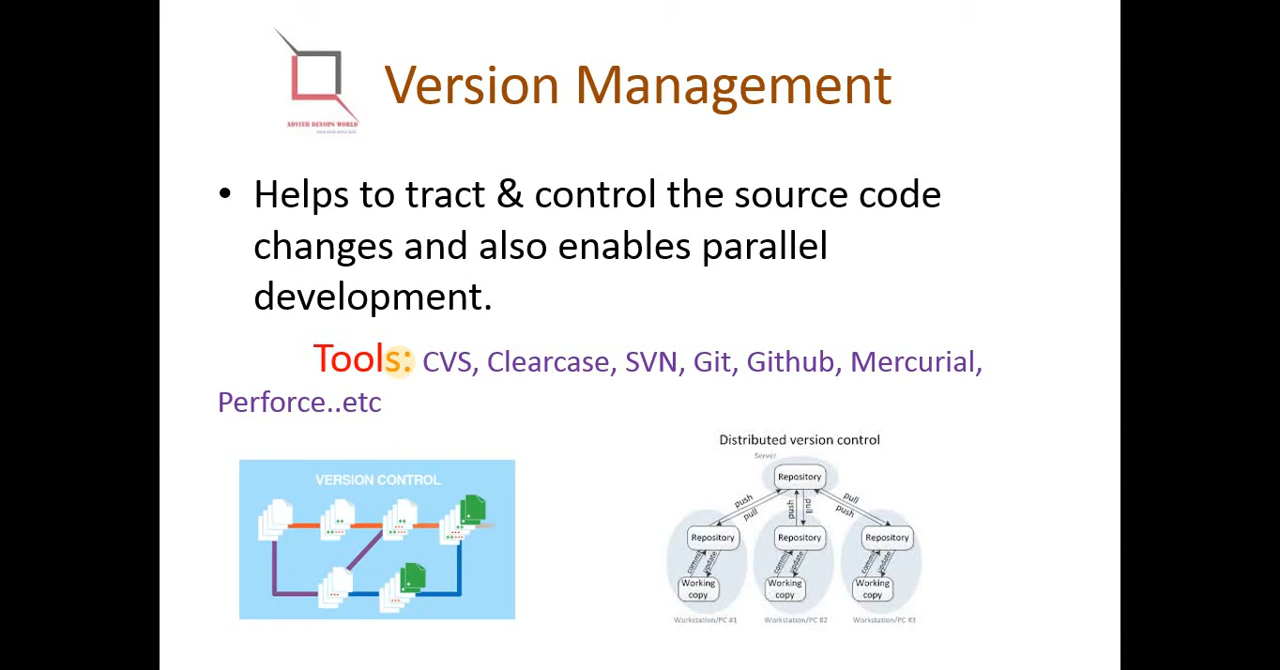 Version Management
ADVITH DEVOPS WORLD
• Helps to tract & control the source code
changes and also enables parallel
development.
Tools: CVS, Clearcase, SVN, Git, Github, Mercurial,
Perforce..etc
VERSION CONTROL
Distributed version control
Server
Repository
push
pull
push
pull
pull
push
Repository
Repository
Repository
commit
update
commit
update
commit
update
Working
copy
Working
copy
Working
copy
Workstation/PC #1
Workstation/PC #2
Workstation/PC #3